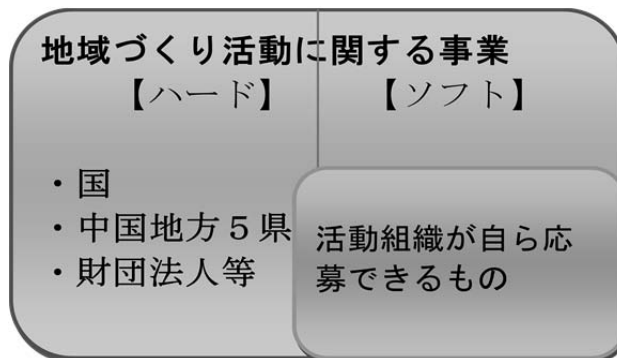 地域づくり活動に関する事業
【ハード】 【ソフト】
・国
・中国地方５県
・財団法人等
活動組織が自ら応
募できるもの